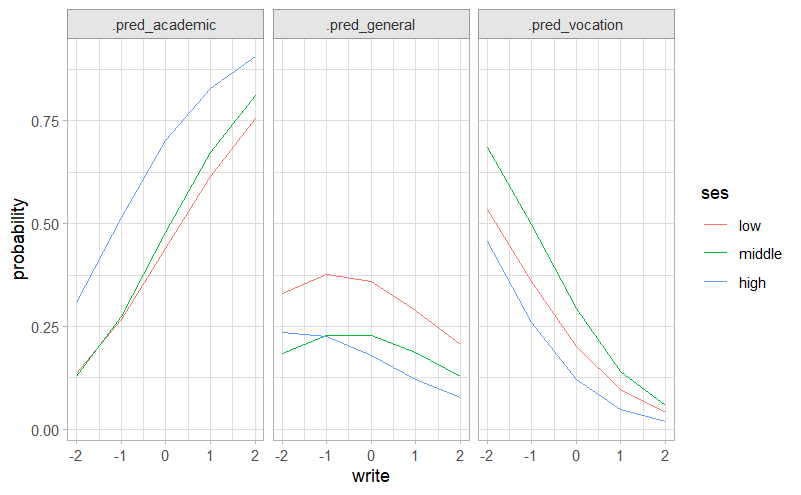 .pred_academic .pred_general .pred_vocation
0.75
0.50
0.25
0.00
probability
-2 -1 0 1 2 -2 -1 0 1 2 -2 -1 0 1 2
write
ses
low
middle
high